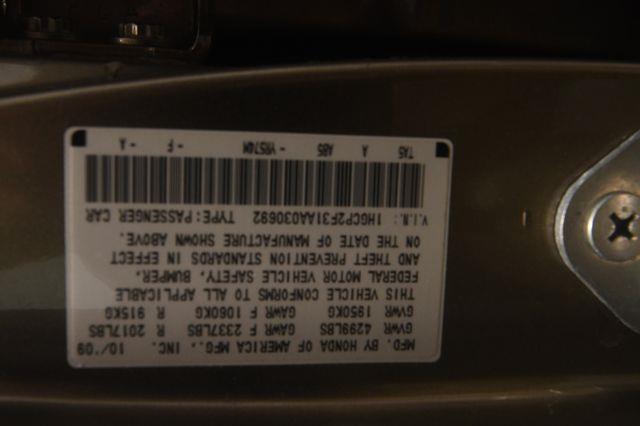 MFD. BY HONDA OF AMERICA MFG., INC. 10/'09
GVWR 4299LBS GAWR F 2337LBS R 2017LBS
GVWR 1950KG GAWR F 1060KG R 915KG
THIS VEHICLE CONFORMS TO ALL APPLICABLE
FEDERAL MOTOR VEHICLE SAFETY, BUMPER,
AND THEFT PREVENTION STANDARDS IN EFFECT
ON THE DATE OF MANUFACTURE SHOWN ABOVE.
V.I.N.: 1HGCP2F31AA030692 TYPE: PASSENGER CAR
TA5 A AB5 -YR574M -F -A